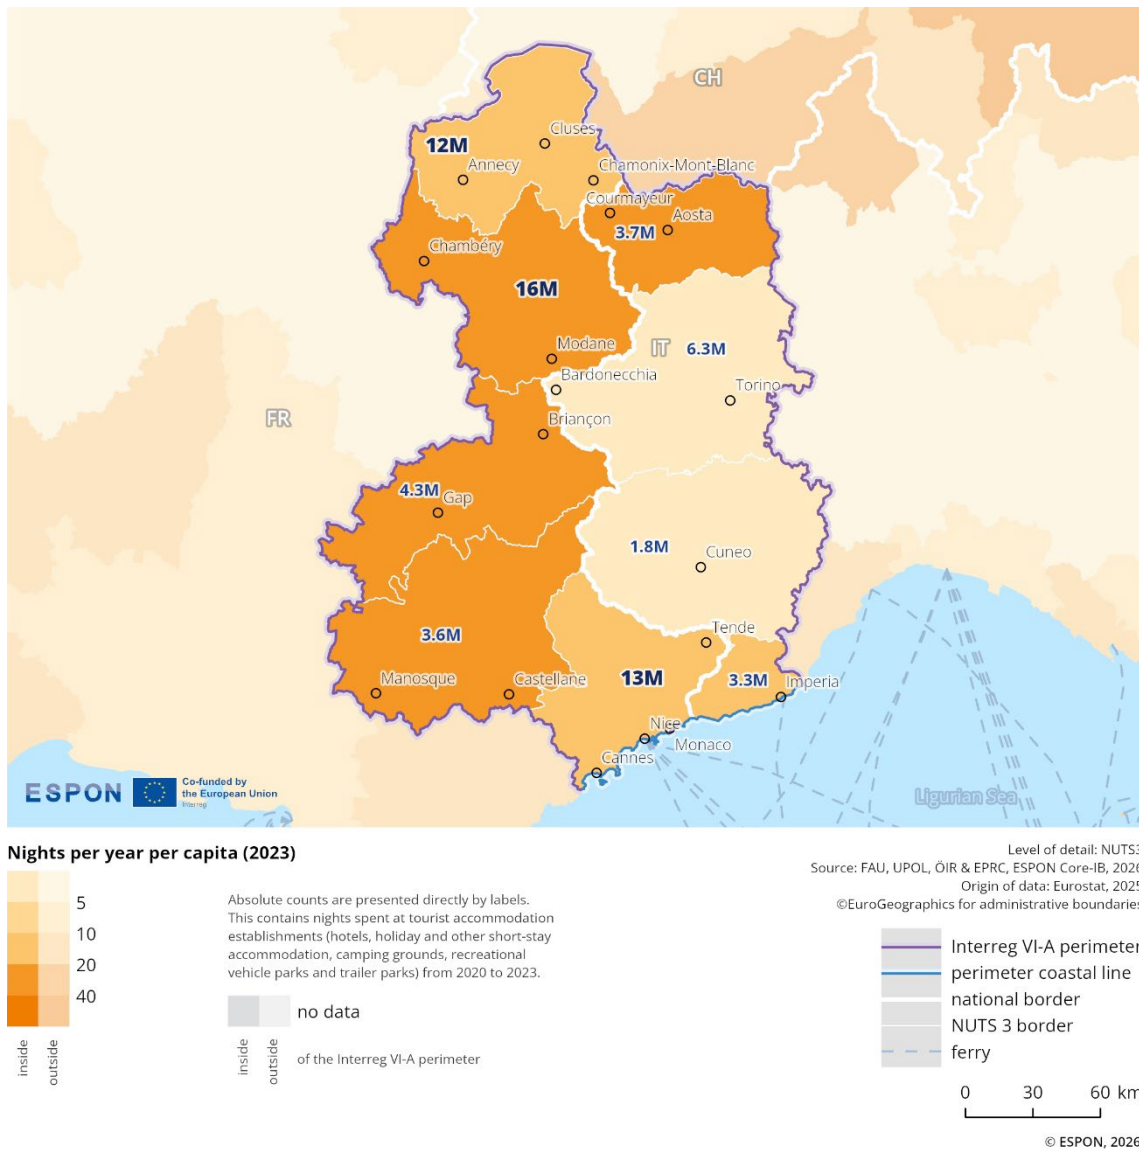 CH
Cluses
12M
Annecy
Chamonix-Mont-Blanc
Courmayeur
3.7M
Aosta
Chambéry
16M
IT
6.3M
Modane
Bardonecchia
Torino
FR
Briançon
4.3M
Gap
1.8M
Cuneo
3.6M
Tende
13M
3.3M
Manosque
Castellane
Imperia
Nice
Monaco
Cannes
Ligurian Sea
ESPON
Co-funded by
the European Union
Interreg
Nights per year per capita (2023)
5
10
20
40
inside
outside
Absolute counts are presented directly by labels.
This contains nights spent at tourist accommodation
establishments (hotels, holiday and other short-stay
accommodation, camping grounds, recreational
vehicle parks and trailer parks) from 2020 to 2023.
no data
inside
outside
of the Interreg VI-A perimeter
Level of detail: NUTS3
Source: FAU, UPOL, ÖIR & EPRC, ESPON Core-IB, 2026
Origin of data: Eurostat, 2025
©EuroGeographics for administrative boundaries
Interreg VI-A perimeter
perimeter coastal line
national border
NUTS 3 border
ferry
0 30 60 km
© ESPON, 2026